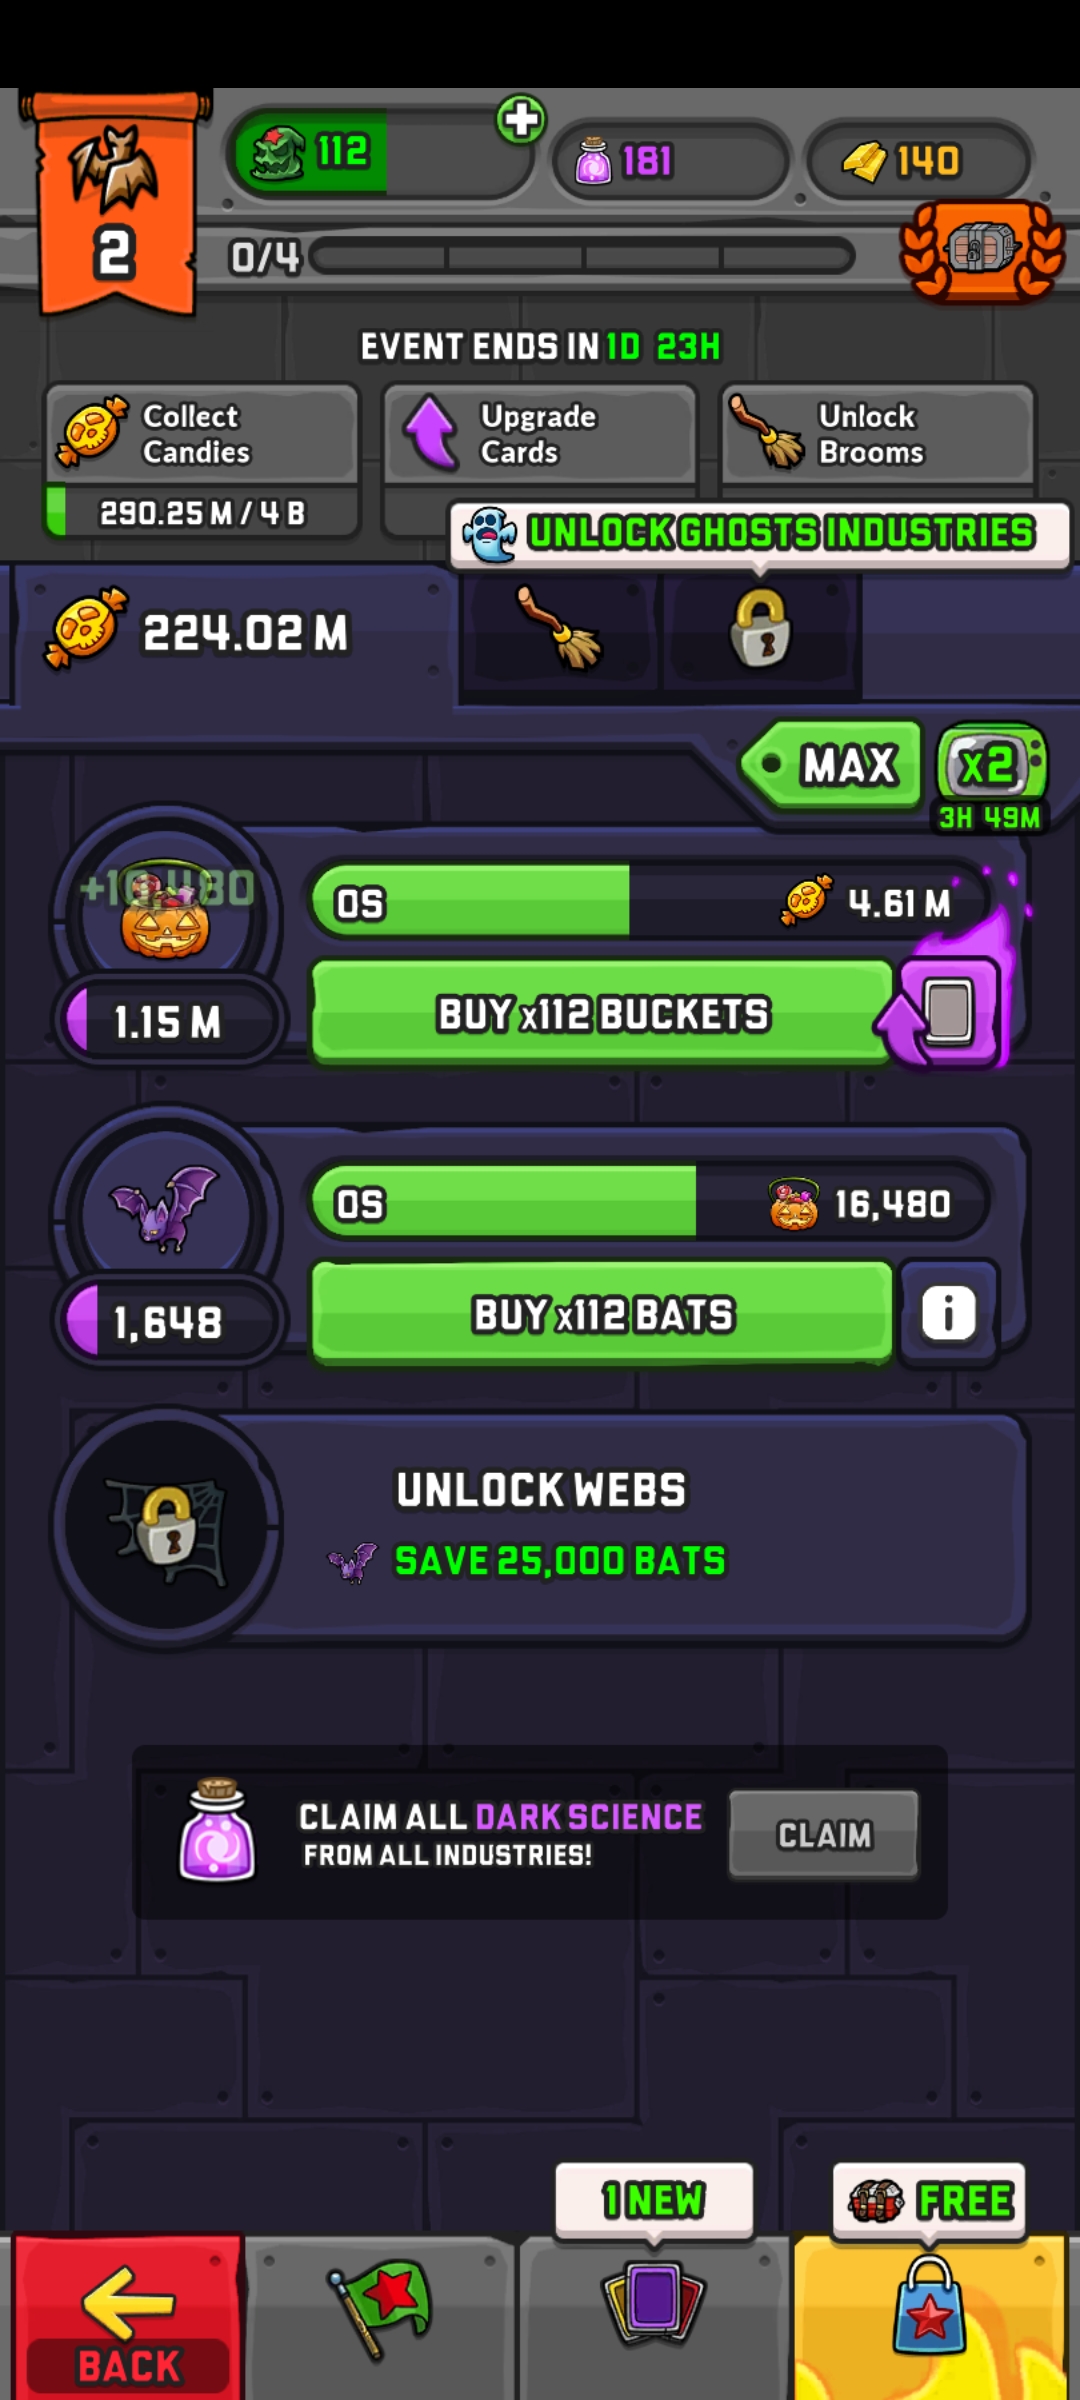 112
181
140
2
0/4
EVENT ENDS IN 1D 23H
Collect
Candies
Upgrade
Cards
Unlock
Brooms
290.25 M / 4 B
UNLOCK GHOSTS INDUSTRIES
224.02 M
MAX
x2
3H 49M
0S
4.61 M
1.15 M
BUY x112 BUCKETS
0S
16,480
1,648
BUY x112 BATS
i
UNLOCK WEBS
SAVE 25,000 BATS
CLAIM ALL DARK SCIENCE
FROM ALL INDUSTRIES!
CLAIM
1 NEW
FREE
BACK